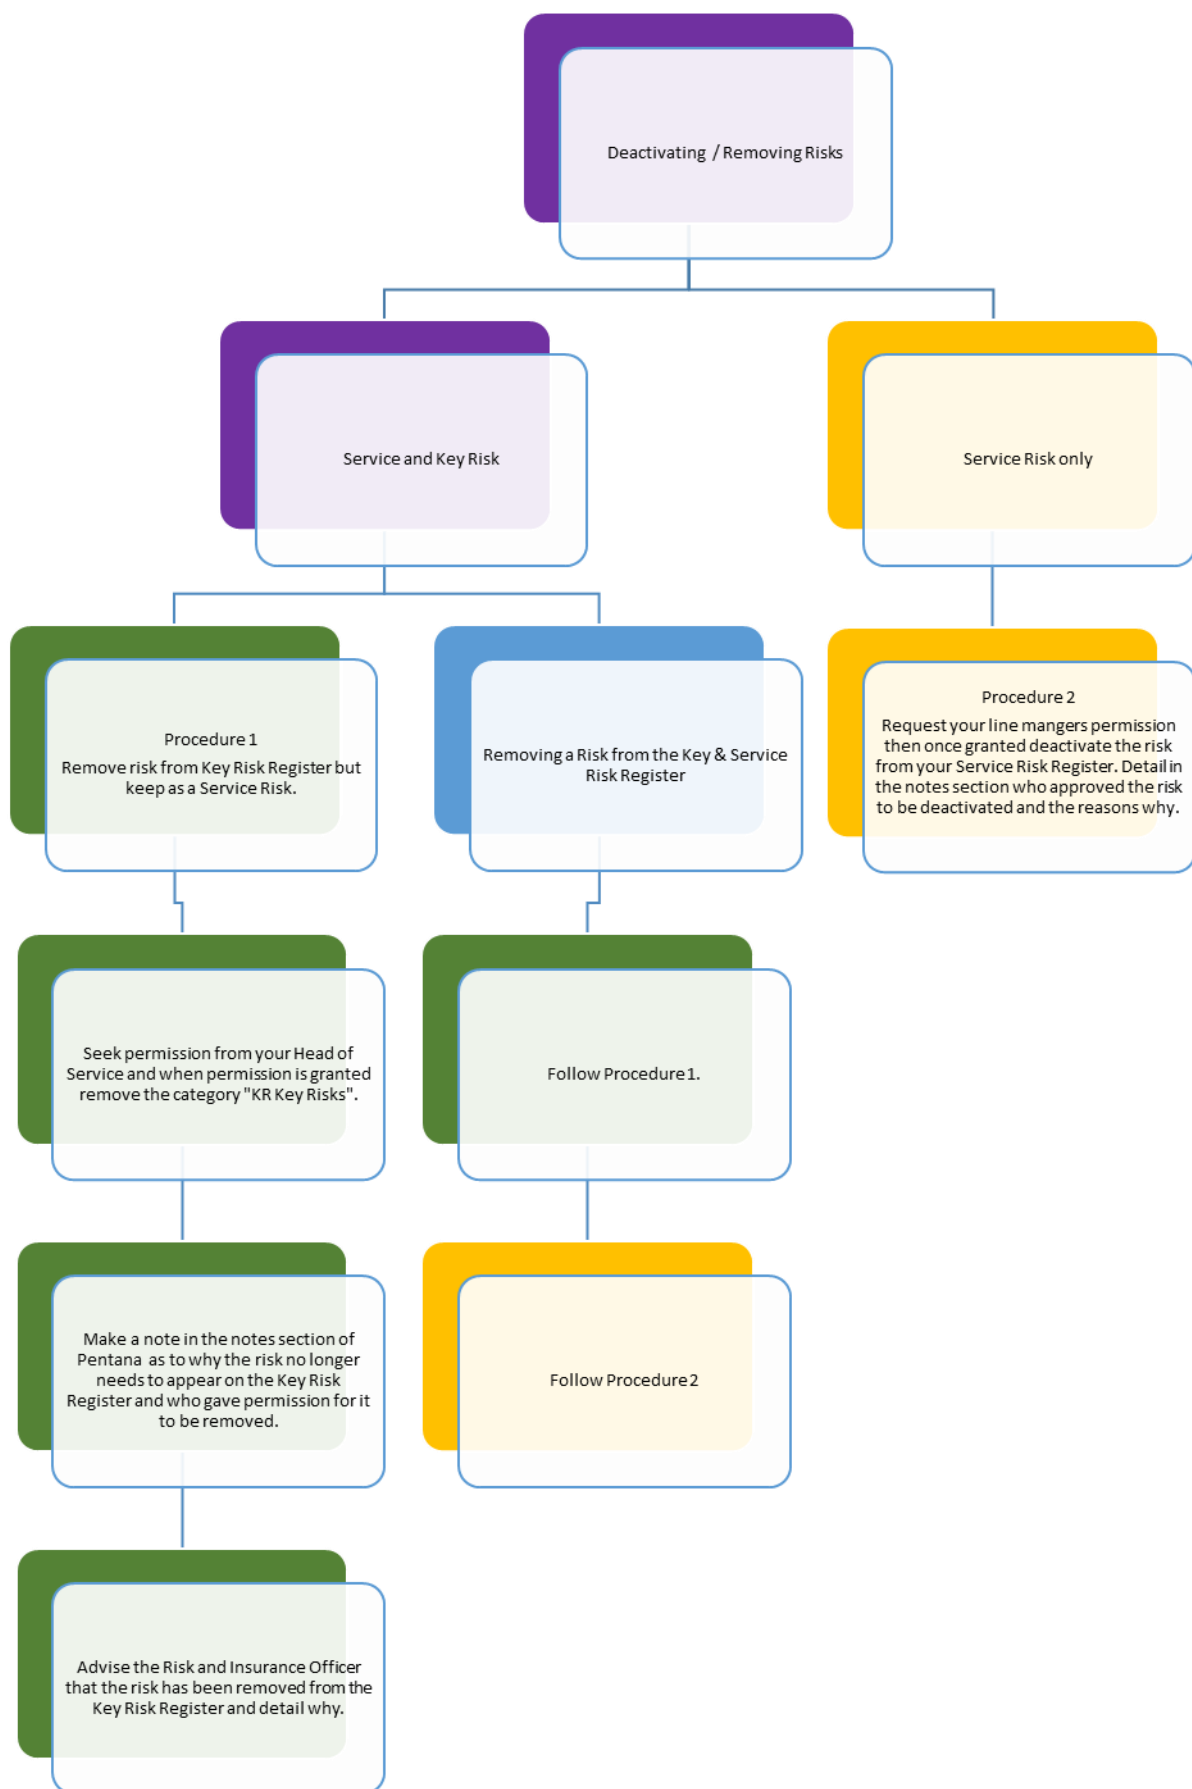 Deactivating / Removing Risks
Service and Key Risk
Service Risk only
Procedure 1
Remove risk from Key Risk Register but
keep as a Service Risk.
Removing a Risk from the Key & Service
Risk Register
Procedure 2
Request your line mangers permission
then once granted deactivate the risk
from your Service Risk Register. Detail in
the notes section who approved the risk
to be deactivated and the reasons why.
Seek permission from your Head of
Service and when permission is granted
remove the category "KR Key Risks".
Follow Procedure 1.
Make a note in the notes section of
Pentana as to why the risk no longer
needs to appear on the Key Risk
Register and who gave permission for it
to be removed.
Follow Procedure 2
Advise the Risk and Insurance Officer
that the risk has been removed from the
Key Risk Register and detail why.